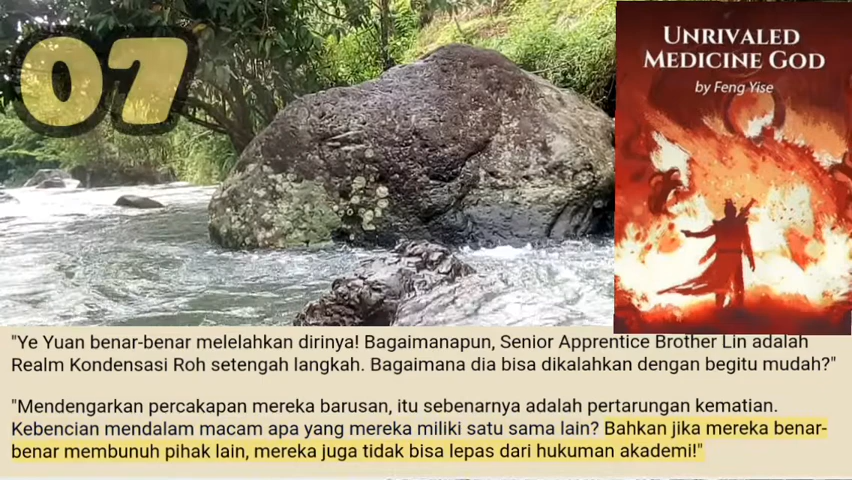 07
UNRIVALED
MEDICINE GOD
by Feng Yise
"Ye Yuan benar-benar melelahkan dirinya! Bagaimanapun, Senior Apprentice Brother Lin adalah
Realm Kondensasi Roh setengah langkah. Bagaimana dia bisa dikalahkan dengan begitu mudah?"
"Mendengarkan percakapan mereka barusan, itu sebenarnya adalah pertarungan kematian.
Kebencian mendalam macam apa yang mereka miliki satu sama lain? Bahkan jika mereka benar-
benar membunuh pihak lain, mereka juga tidak bisa lepas dari hukuman akademi!"